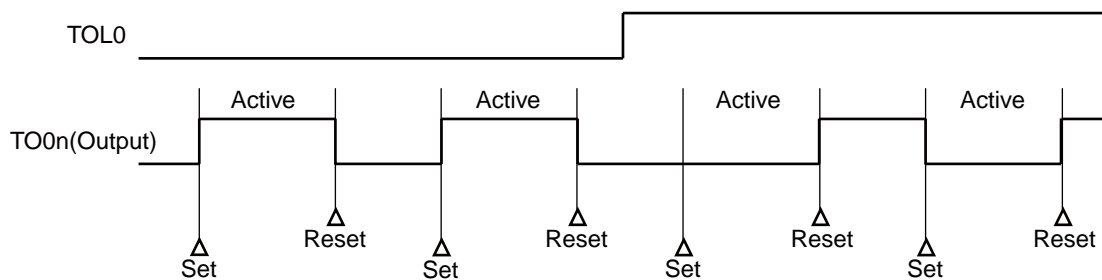 TOL0
Active Active Active Active
TO0n(Output)
Reset Reset Reset Reset
Set Set Set Set